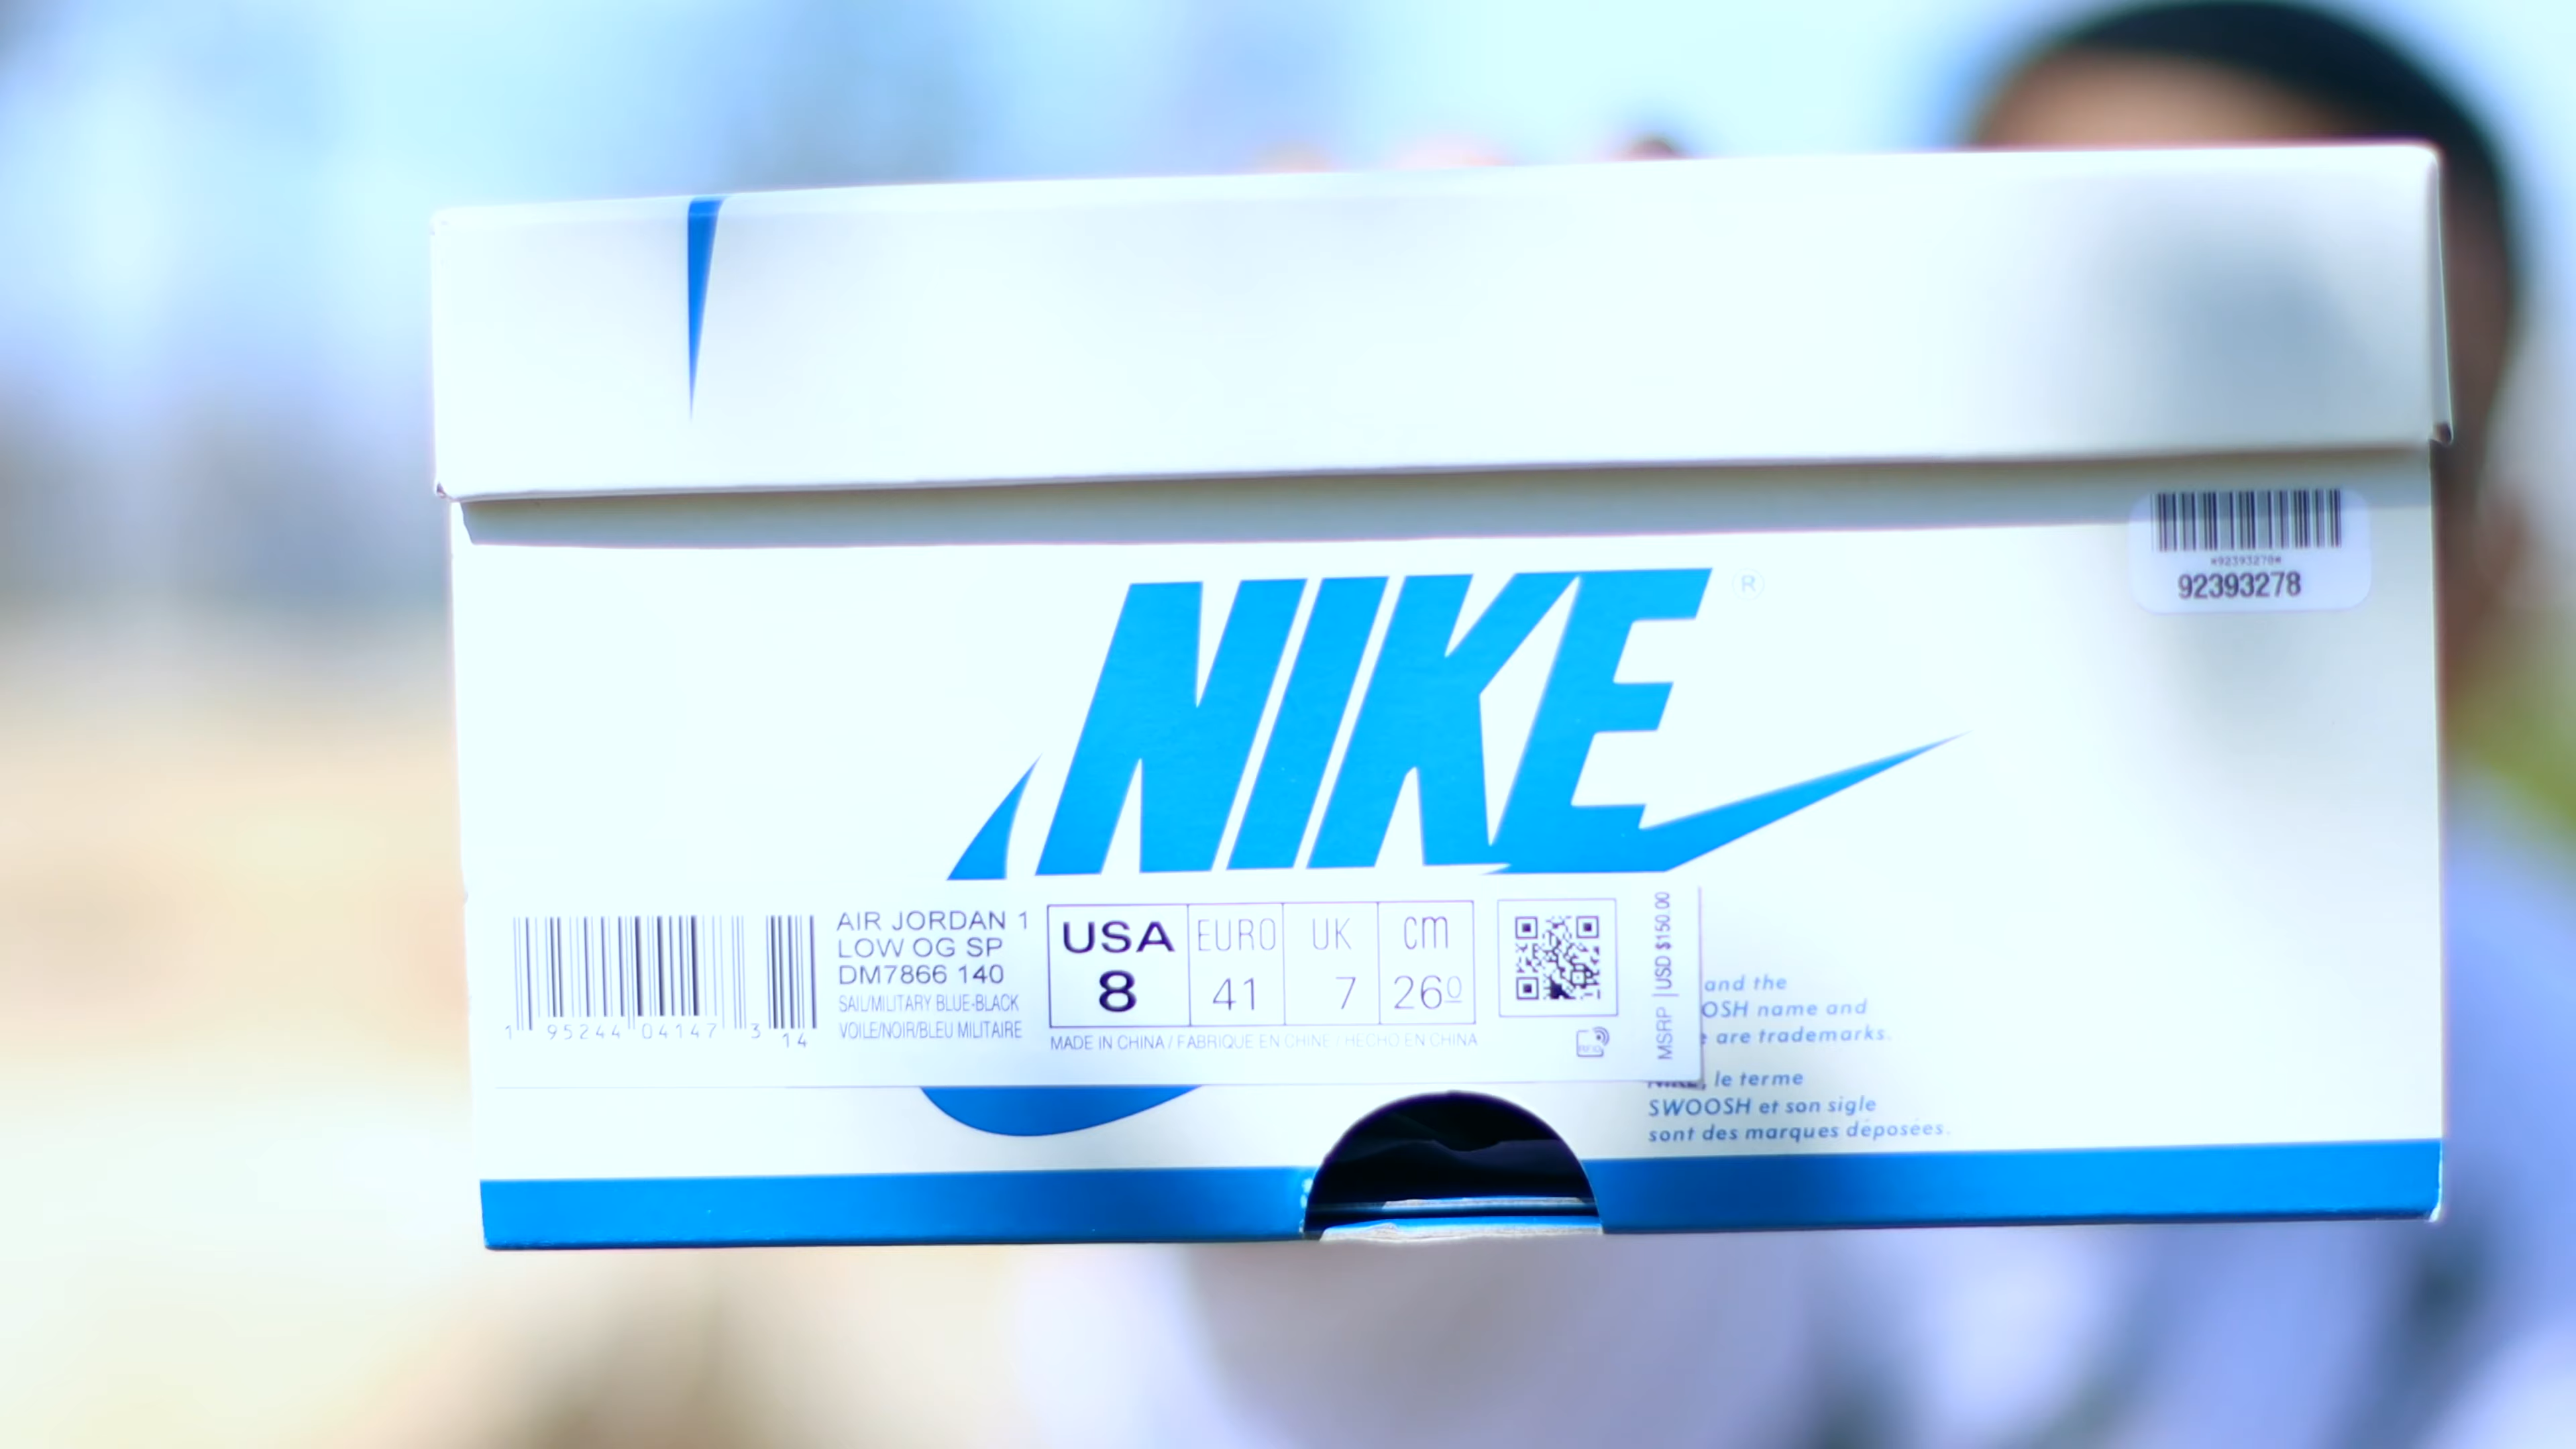 *92393278*
92393278
NIKE ®
AIR JORDAN 1
LOW OG SP
DM7866 140
SAIL/MILITARY BLUE-BLACK
VOILE/NOIR/BLEU MILITAIRE
1 95244 04147 3 14
USA EURO UK cm
8 41 7 26⁰
MADE IN CHINA / FABRIQUE EN CHINE / HECHO EN CHINA
MSRP | USD $150.00
and the
OSH name and
e are trademarks.
NIKE, le terme
SWOOSH et son sigle
sont des marques déposées.